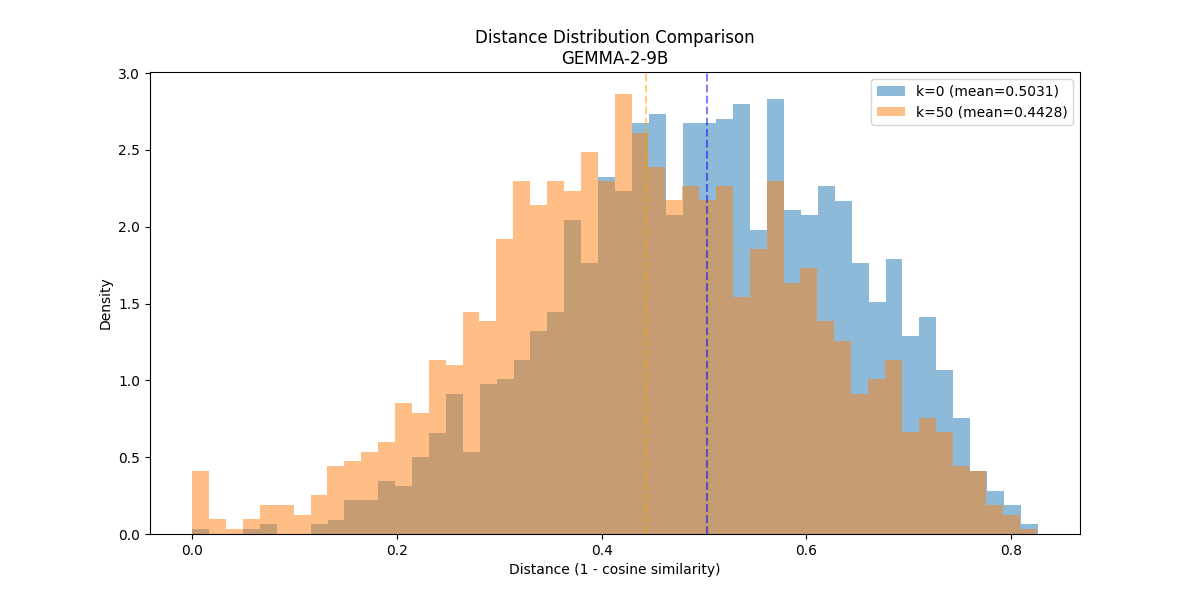 Distance Distribution Comparison
GEMMA-2-9B
k=0 (mean=0.5031)
k=50 (mean=0.4428)
3.0
2.5
2.0
1.5
1.0
0.5
0.0
Density
0.0 0.2 0.4 0.6 0.8
Distance (1 - cosine similarity)